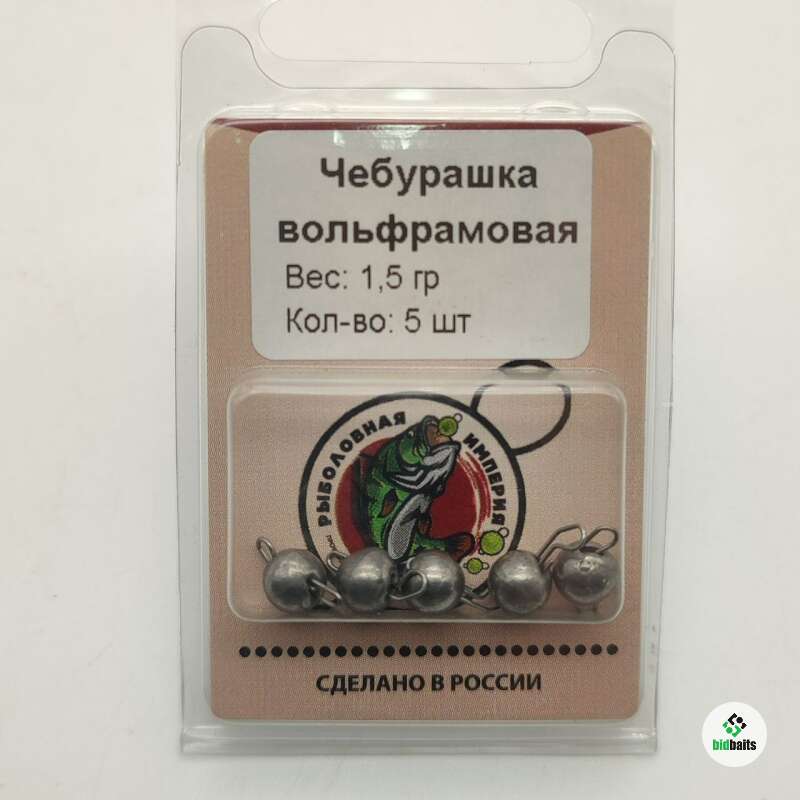 Чебурашка
вольфрамовая
Вес: 1,5 гр
Кол-во: 5 шт
РЫБОЛОВНАЯ ИМПЕРИЯ
СДЕЛАНО В РОССИИ
bidbaits